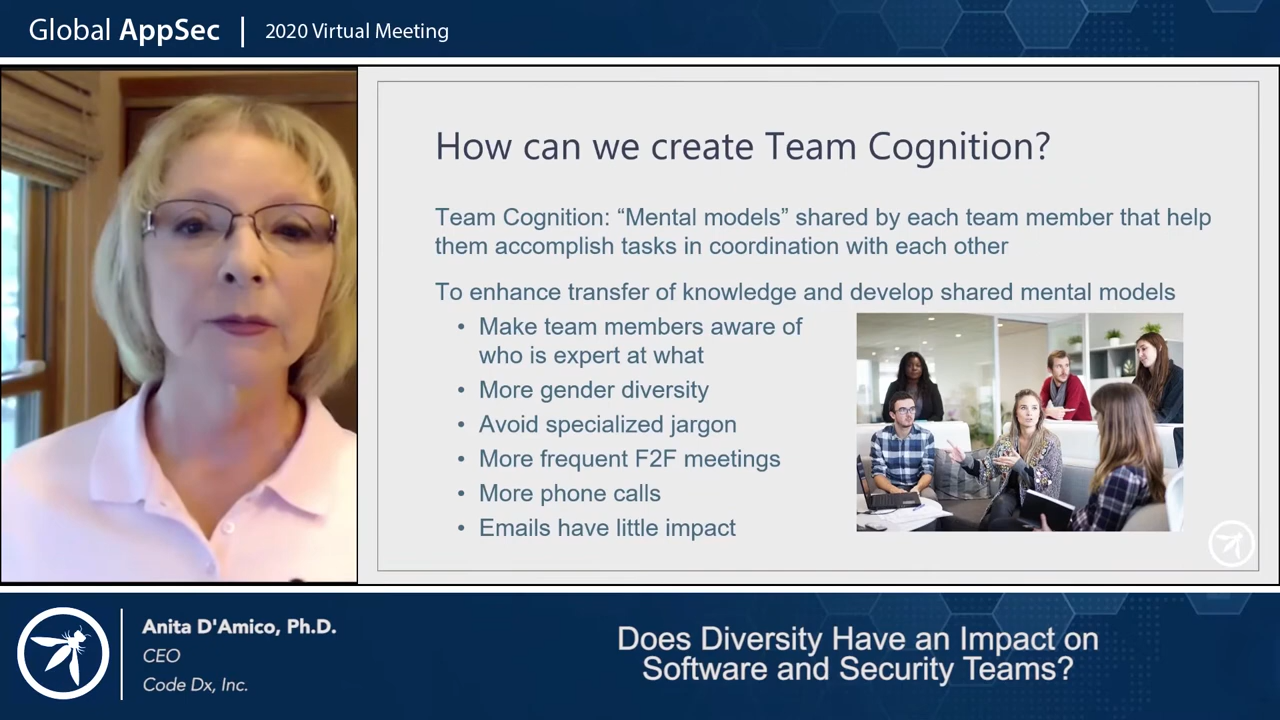 Global AppSec | 2020 Virtual Meeting
How can we create Team Cognition?
Team Cognition: “Mental models” shared by each team member that help
them accomplish tasks in coordination with each other
To enhance transfer of knowledge and develop shared mental models
• Make team members aware of
who is expert at what
• More gender diversity
• Avoid specialized jargon
• More frequent F2F meetings
• More phone calls
• Emails have little impact
Anita D'Amico, Ph.D.
CEO
Code Dx, Inc.
Does Diversity Have an Impact on
Software and Security Teams?